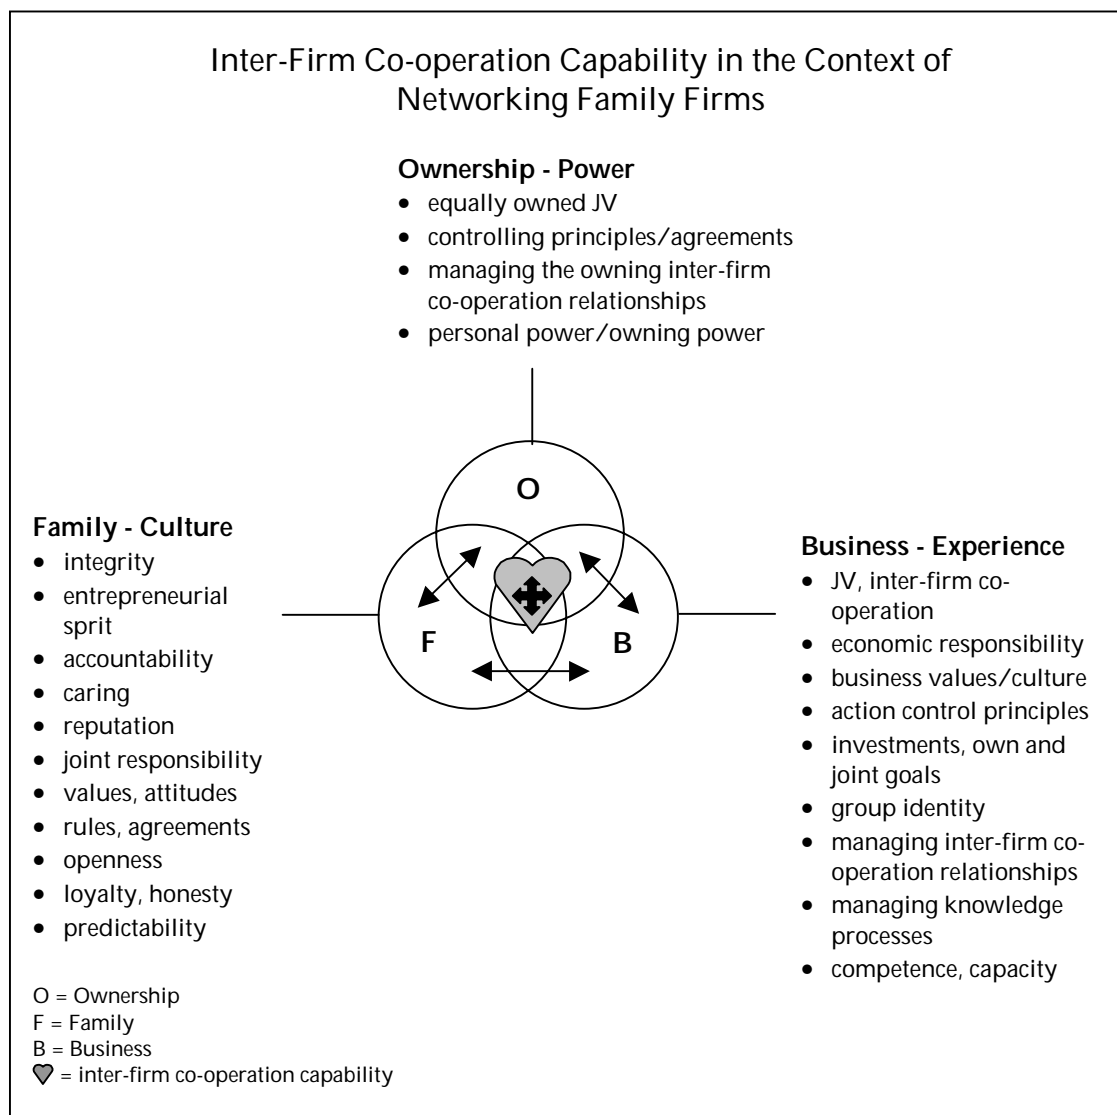 Inter-Firm Co-operation Capability in the Context of
Networking Family Firms
Ownership - Power
• equally owned JV
• controlling principles/agreements
• managing the owning inter-firm
co-operation relationships
• personal power/owning power
O
F
B
Family - Culture
• integrity
• entrepreneurial
sprit
• accountability
• caring
• reputation
• joint responsibility
• values, attitudes
• rules, agreements
• openness
• loyalty, honesty
• predictability
Business - Experience
• JV, inter-firm co-
operation
• economic responsibility
• business values/culture
• action control principles
• investments, own and
joint goals
• group identity
• managing inter-firm co-
operation relationships
• managing knowledge
processes
• competence, capacity
O = Ownership
F = Family
B = Business
= inter-firm co-operation capability